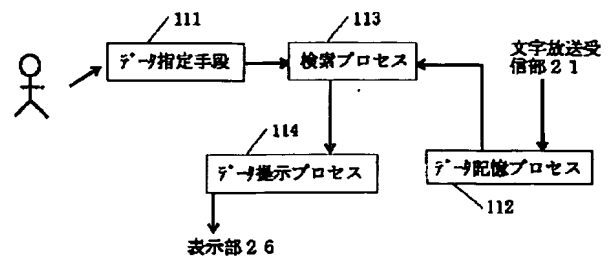 111
113
データ指定手段
検索プロセス
文字放送受
信部21
114
データ提示プロセス
データ記憶プロセス
112
表示部26